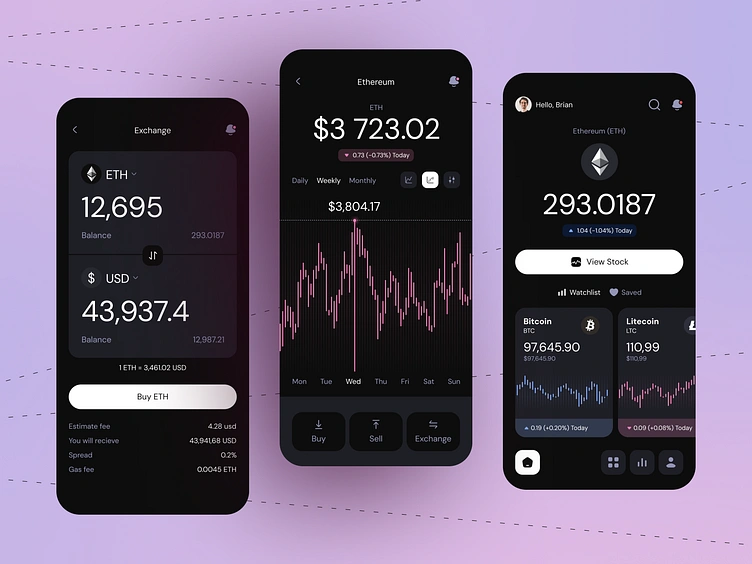 Exchange
ETH
12,695
Balance 293.0187
$ USD
43,937.4
Balance 12,987.21
1 ETH = 3,461.02 USD
Buy ETH
Estimate fee 4.28 usd
You will recieve 43,941,68 USD
Spread 0.2%
Gas fee 0.0045 ETH
Ethereum
ETH
$3 723.02
0.73 (-0.73%) Today
Daily Weekly Monthly
$3,804.17
Mon Tue Wed Thu Fri Sat Sun
Buy Sell Exchange
Hello, Brian
Ethereum (ETH)
293.0187
1.04 (-1.04%) Today
View Stock
Watchlist Saved
Bitcoin
BTC
97,645.90
$97,645.90
0.19 (+0.20%) Today
Litecoin
LTC
110,99
$110,99
0.09 (+0.08%) Today